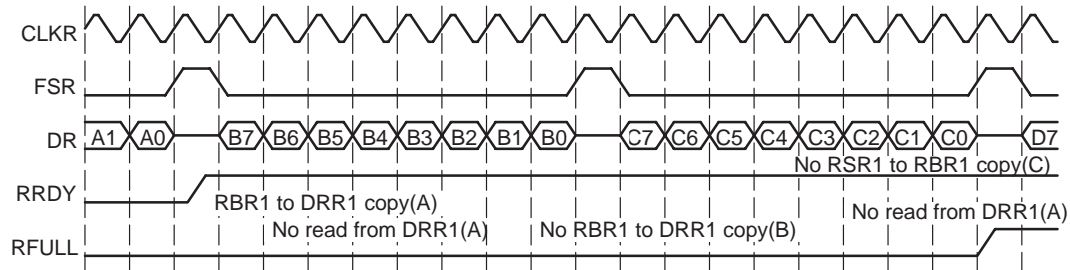 CLKR
FSR
DR A1 A0 B7 B6 B5 B4 B3 B2 B1 B0 C7 C6 C5 C4 C3 C2 C1 C0 D7
No RSR1 to RBR1 copy(C)
RRDY
RBR1 to DRR1 copy(A)
No read from DRR1(A)
No read from DRR1(A) No RBR1 to DRR1 copy(B)
RFULL